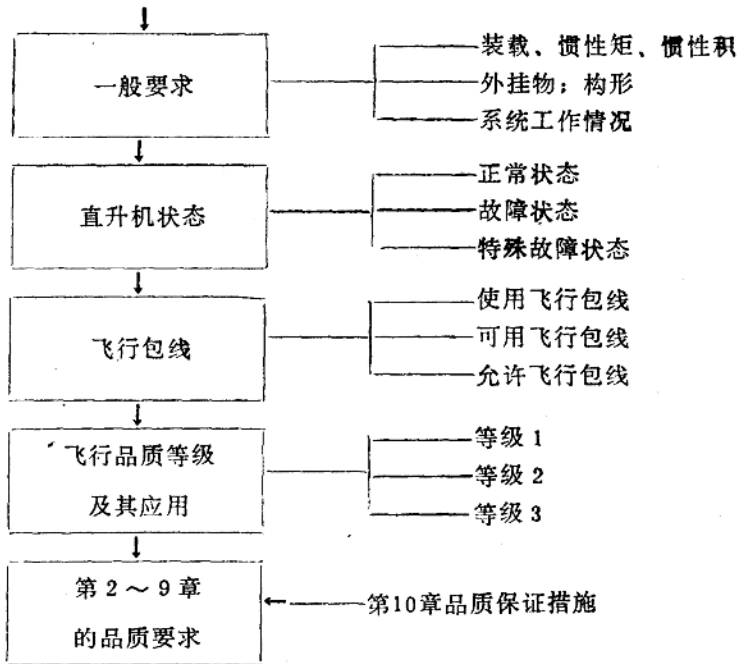 一般要求
装载、惯性矩、惯性积
外挂物；构形
系统工作情况
直升机状态
正常状态
故障状态
特殊故障状态
飞行包线
使用飞行包线
可用飞行包线
允许飞行包线
飞行品质等级
及其应用
等级1
等级2
等级3
第2～9章
的品质要求
第10章品质保证措施